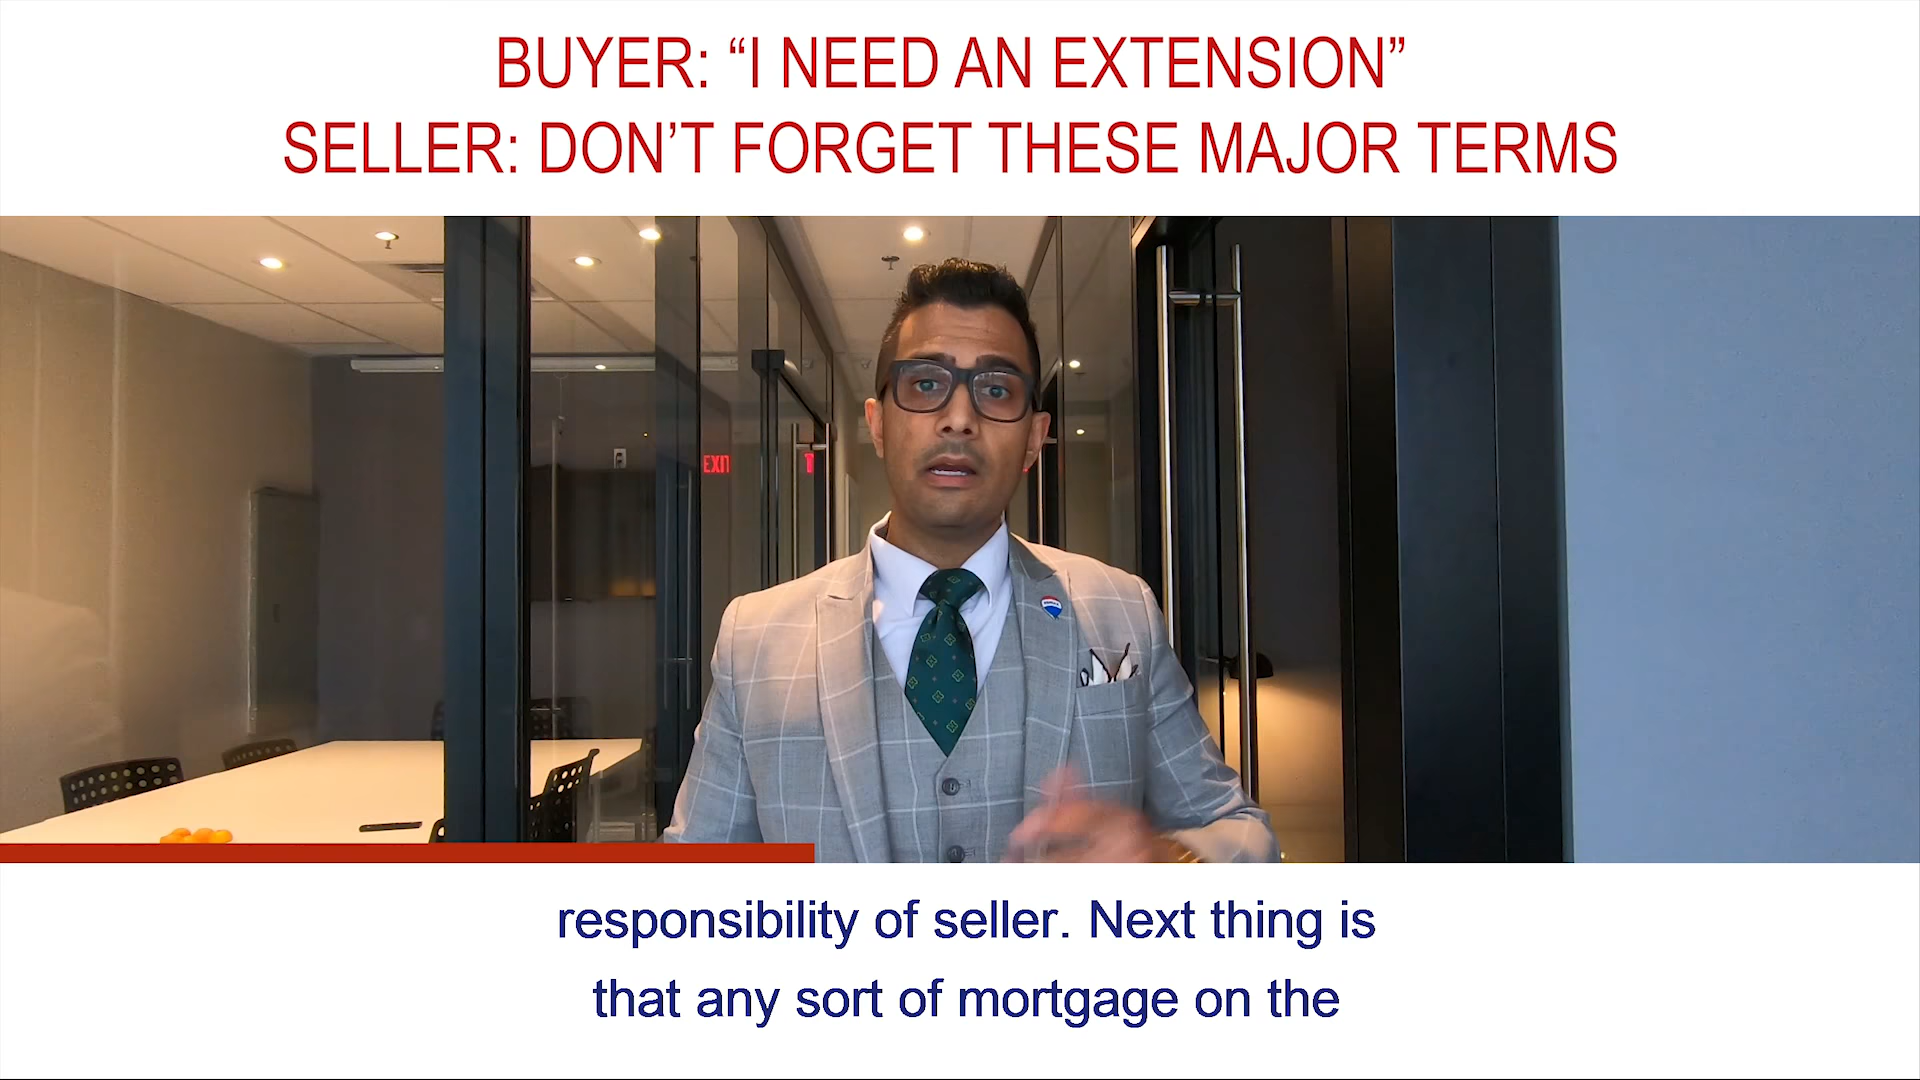 BUYER: “I NEED AN EXTENSION”
SELLER: DON’T FORGET THESE MAJOR TERMS
EXIT
responsibility of seller. Next thing is
that any sort of mortgage on the